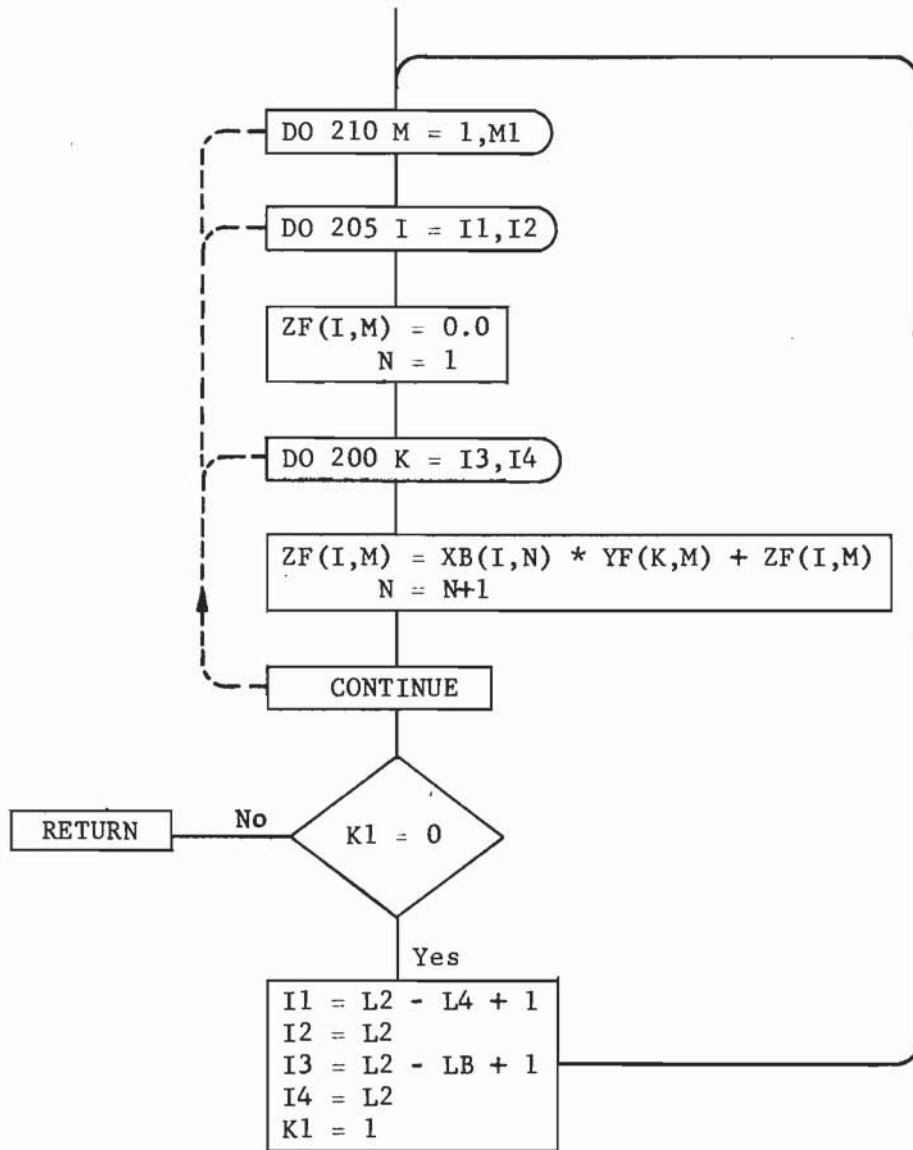 DO 210 M = 1,M1
DO 205 I = I1,I2
ZF(I,M) = 0.0
N = 1
DO 200 K = I3,I4
ZF(I,M) = XB(I,N) * YF(K,M) + ZF(I,M)
N = N+1
CONTINUE
RETURN
No
K1 = 0
Yes
I1 = L2 - L4 + 1
I2 = L2
I3 = L2 - LB + 1
I4 = L2
K1 = 1